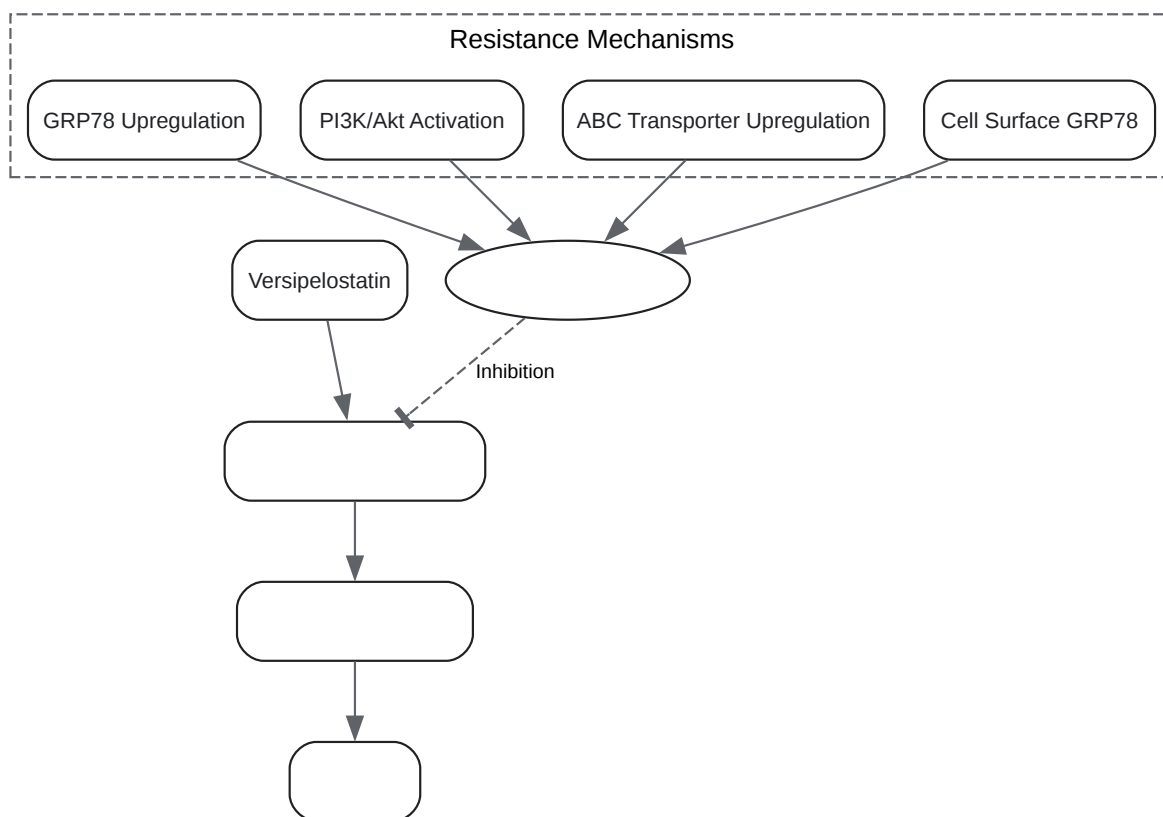 Resistance Mechanisms
GRP78 Upregulation
PI3K/Akt Activation
ABC Transporter Upregulation
Cell Surface GRP78
Versipelostatin
Inhibition